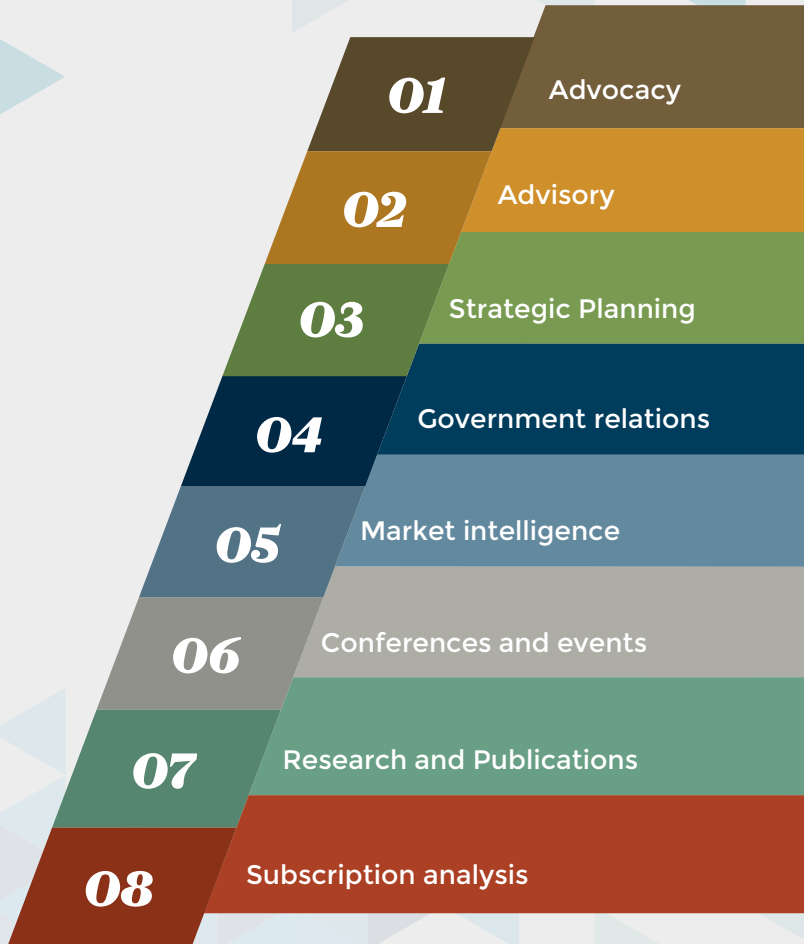 01 Advocacy
02 Advisory
03 Strategic Planning
04 Government relations
05 Market intelligence
06 Conferences and events
07 Research and Publications
08 Subscription analysis